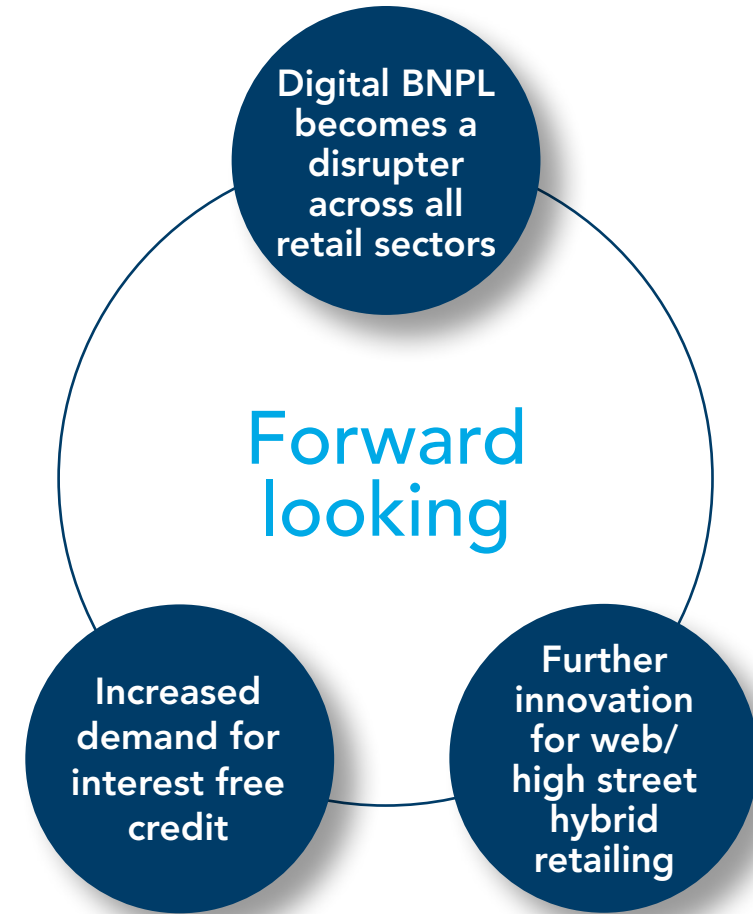 Digital BNPL
becomes a
disrupter
across all
retail sectors
Forward
looking
Increased
demand for
interest free
credit
Further
innovation
for web/
high street
hybrid
retailing